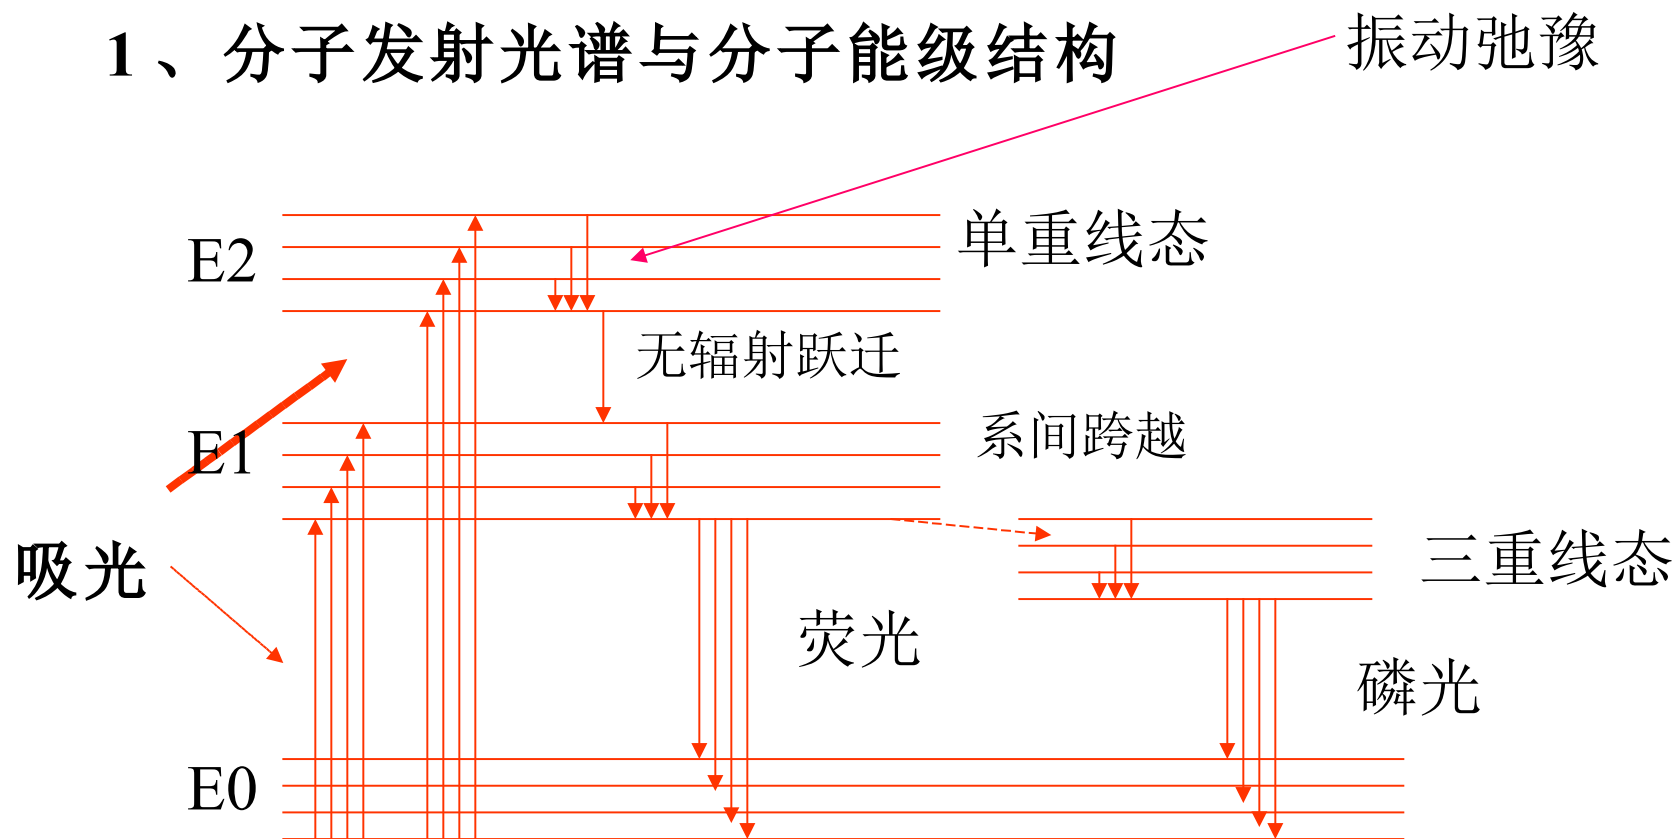 1、分子发射光谱与分子能级结构
振动弛豫
E2
单重线态
无辐射跃迁
E1
系间跨越
吸光
三重线态
荧光
磷光
E0